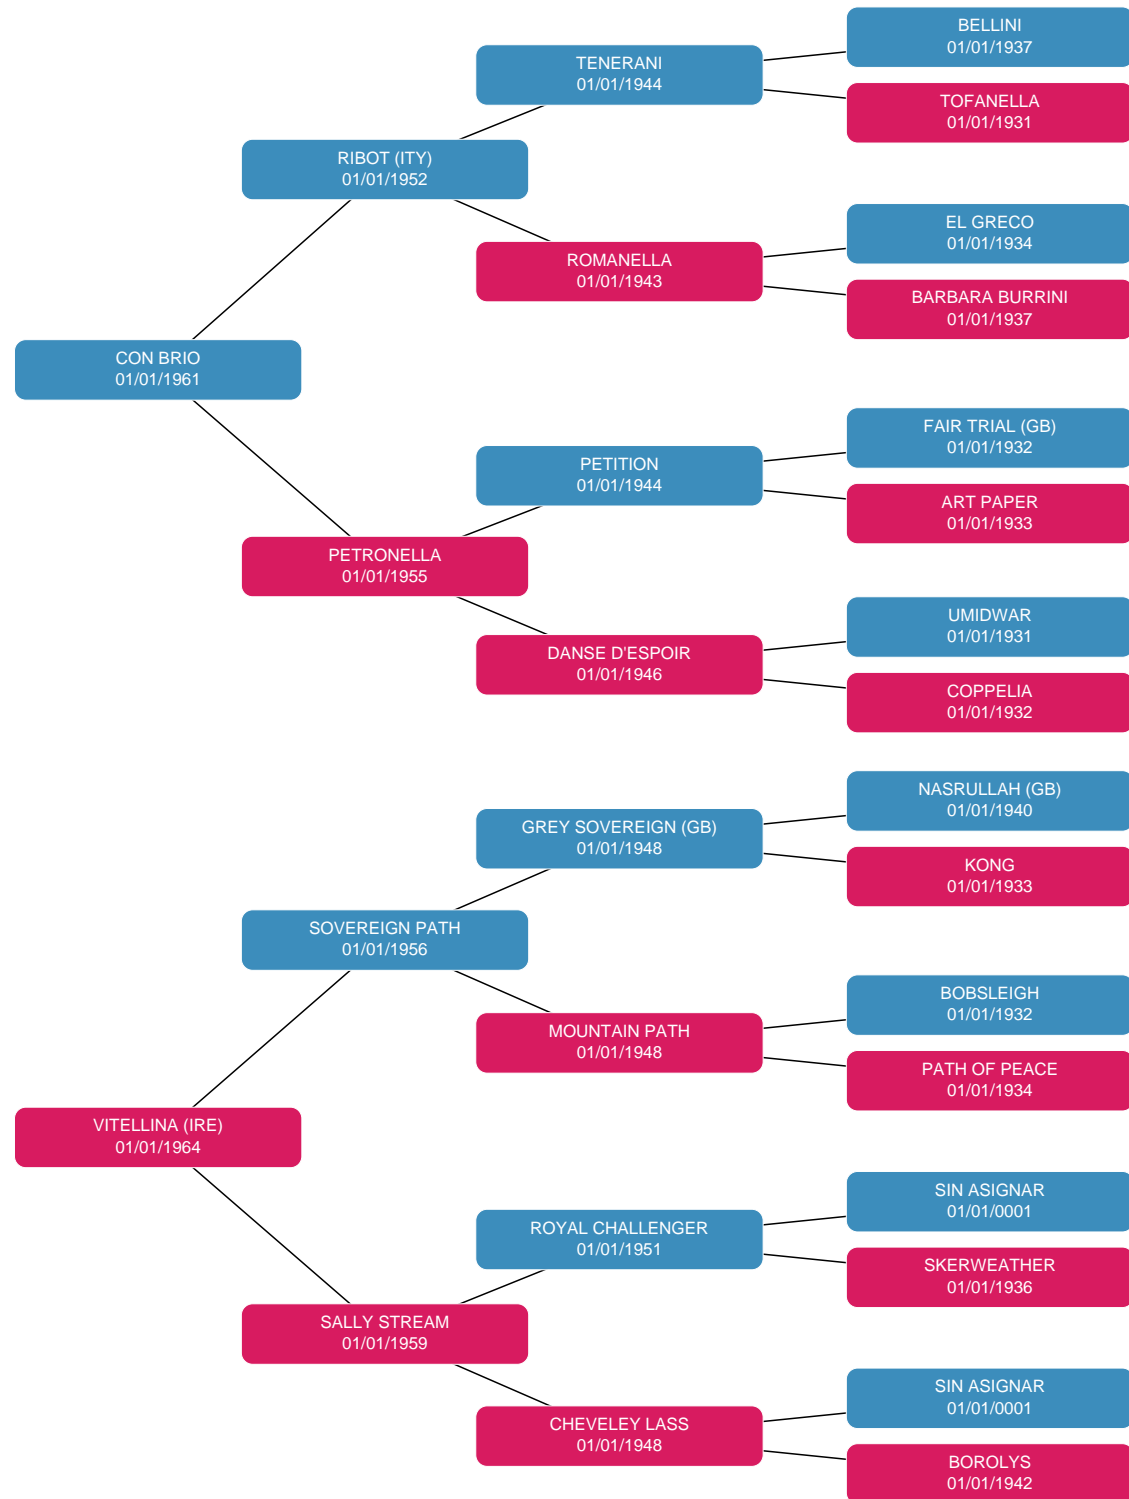 BELLINI
01/01/1937
TENERANI
01/01/1944
TOFANELLA
01/01/1931
RIBOT (ITY)
01/01/1952
EL GRECO
01/01/1934
ROMANELLA
01/01/1943
BARBARA BURRINI
01/01/1937
CON BRIO
01/01/1961
FAIR TRIAL (GB)
01/01/1932
PETITION
01/01/1944
ART PAPER
01/01/1933
PETRONELLA
01/01/1955
UMIDWAR
01/01/1931
DANSE D'ESPOIR
01/01/1946
COPPELIA
01/01/1932
NASRULLAH (GB)
01/01/1940
GREY SOVEREIGN (GB)
01/01/1948
KONG
01/01/1933
SOVEREIGN PATH
01/01/1956
BOBSLEIGH
01/01/1932
MOUNTAIN PATH
01/01/1948
PATH OF PEACE
01/01/1934
VITELLINA (IRE)
01/01/1964
SIN ASIGNAR
01/01/0001
ROYAL CHALLENGER
01/01/1951
SKERWEATHER
01/01/1936
SALLY STREAM
01/01/1959
SIN ASIGNAR
01/01/0001
CHEVELEY LASS
01/01/1948
BOROLYS
01/01/1942